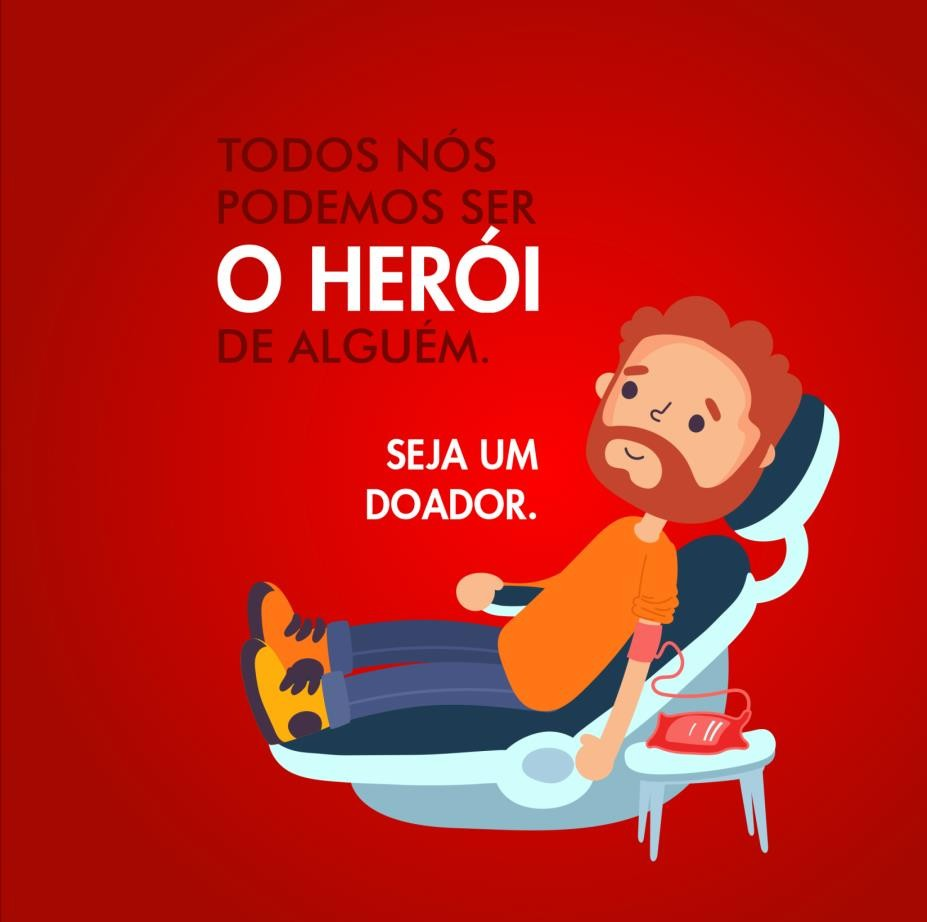 TODOS NÓS
PODEMOS SER
O HERÓI
DE ALGUÉM.
SEJA UM
DOADOR.